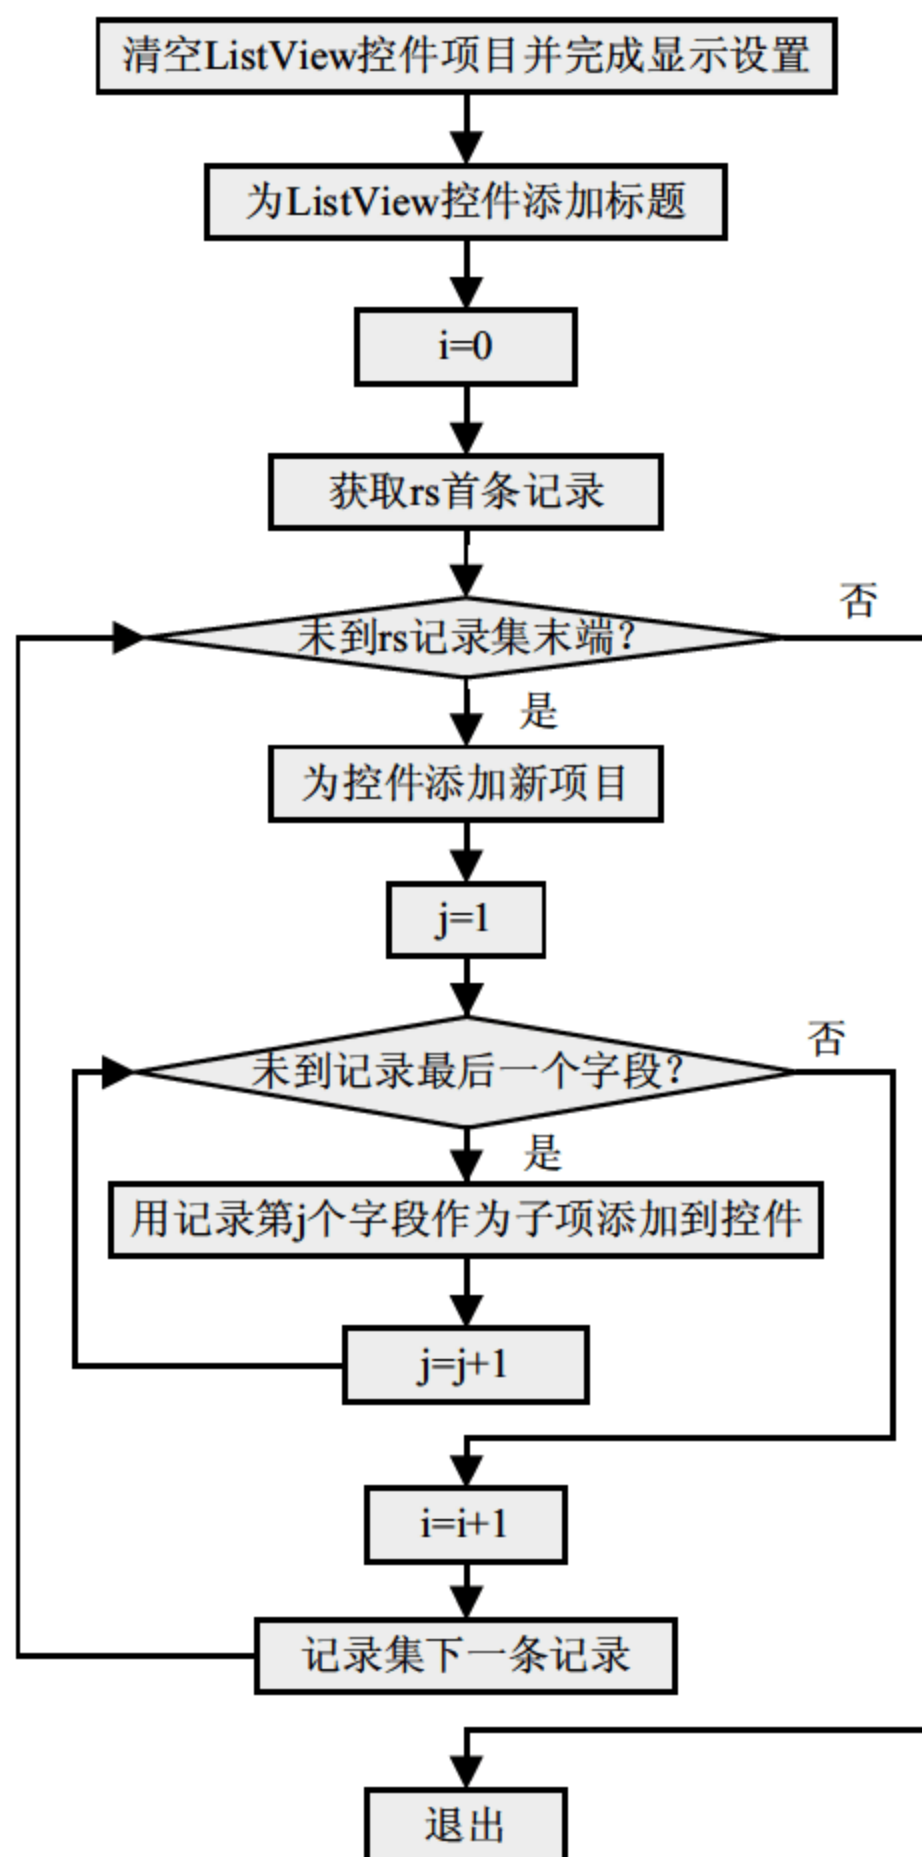 清空ListView控件项目并完成显示设置
为ListView控件添加标题
i=0
获取rs首条记录
否
未到rs记录集末端?
是
为控件添加新项目
j=1
否
未到记录最后一个字段?
是
用记录第j个字段作为子项添加到控件
j=j+1
i=i+1
记录集下一条记录
退出